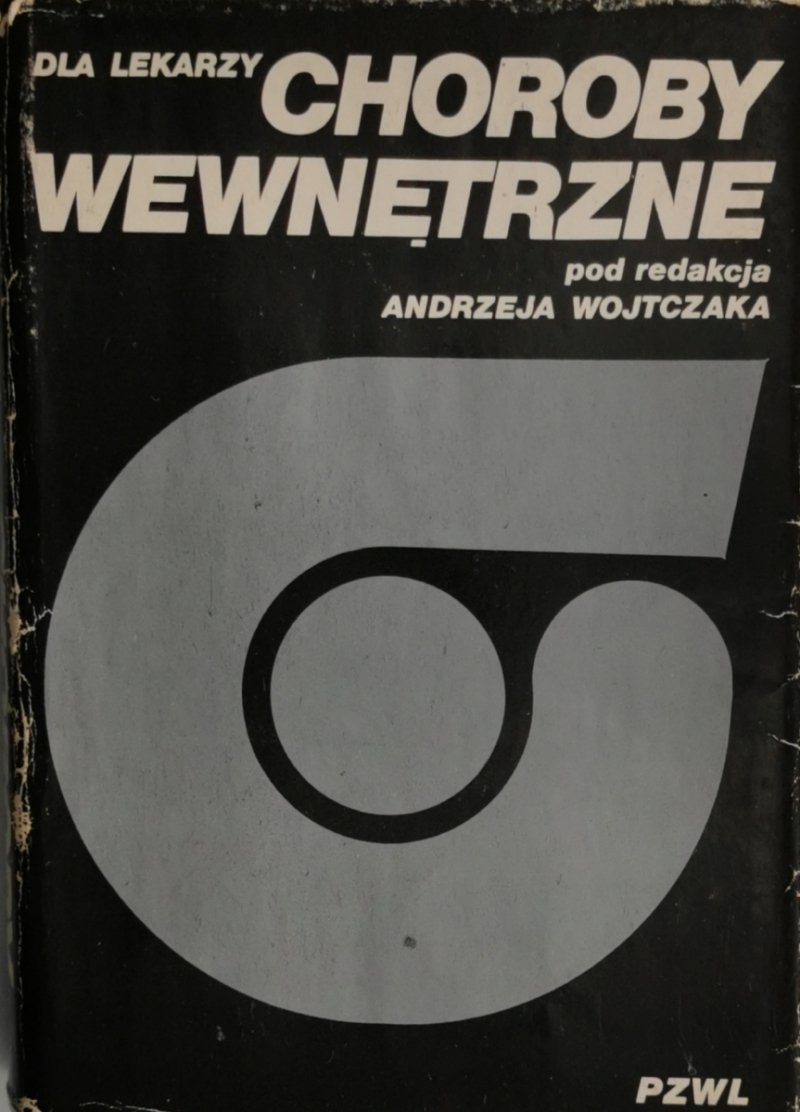 DLA LEKARZY CHOROBY
WEWNĘTRZNE
pod redakcja
ANDRZEJA WOJTCZAKA
PZWL